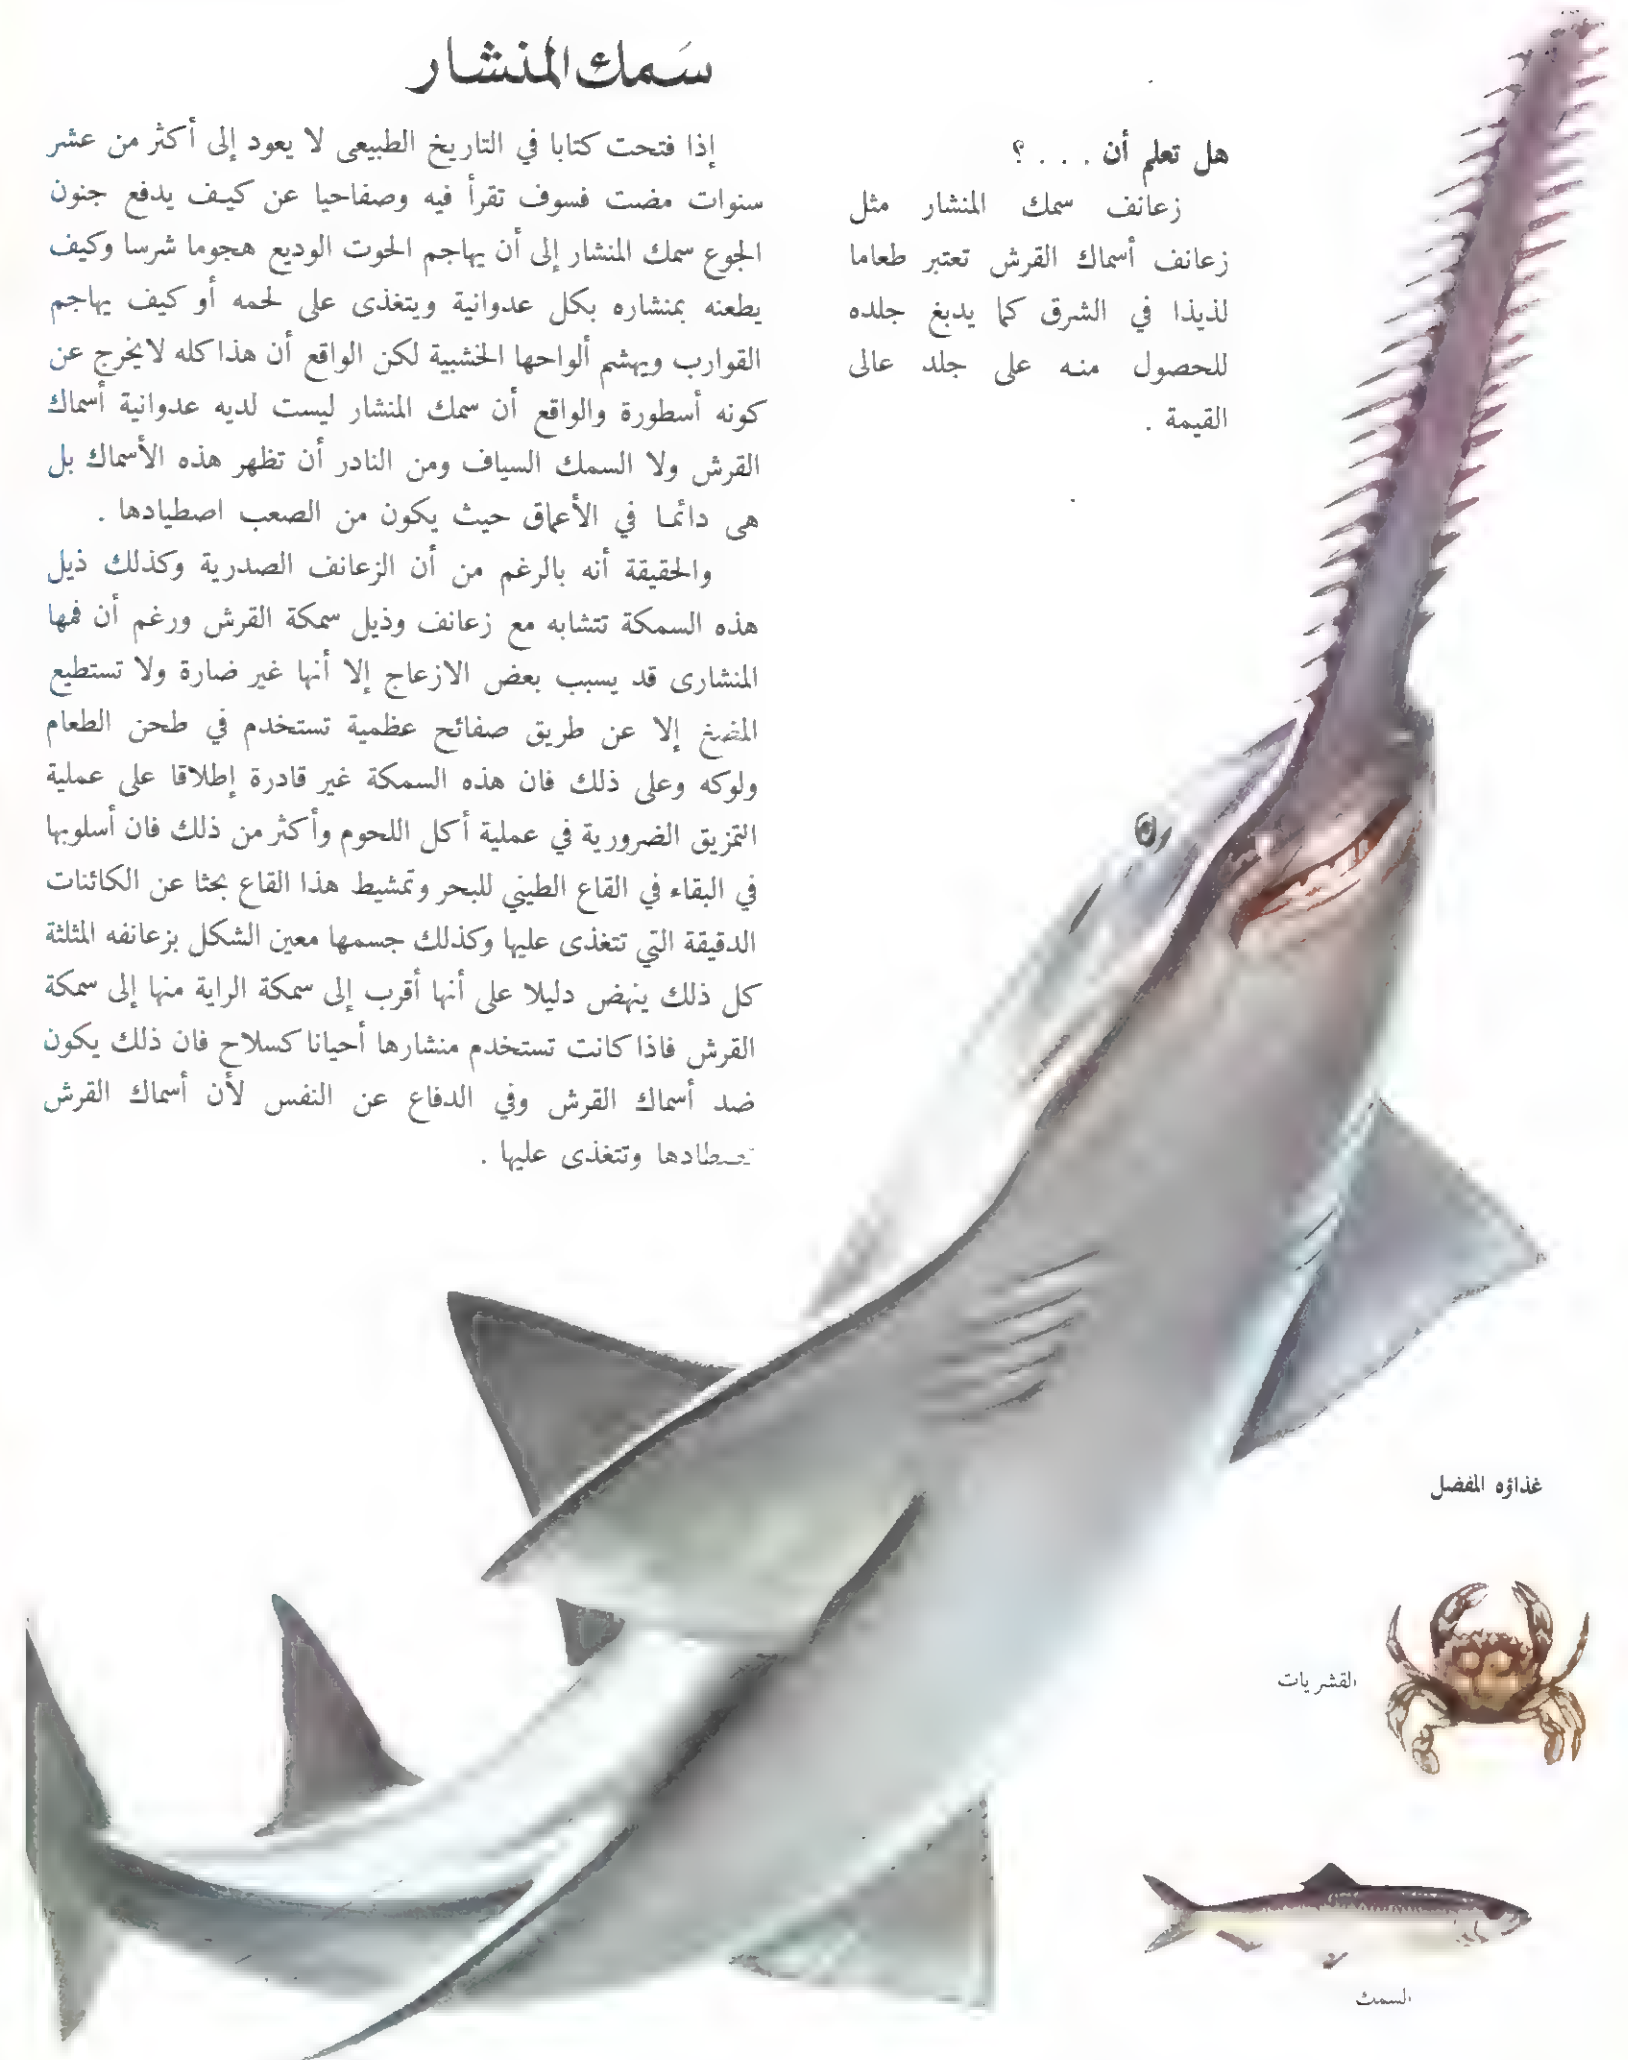 سَمك المنشار
هل تعلم أن . . . ؟
زعانف سمك المنشار مثل
زعانف أسماك القرش تعتبر طعاما
لذيذا في الشرق كما يدبغ جلده
للحصول منه على جلد عالى
القيمة .
إذا فتحت كتابا في التاريخ الطبيعى لا يعود إلى أكثر من عشر
سنوات مضت فسوف تقرأ فيه وصفاحيا عن كيف يدفع جنون
الجوع سمك المنشار إلى أن يهاجم الحوت الوديع هجوما شرسا وكيف
يطعنه بمنشاره بكل عدوانية ويتغذى على لحمه أو كيف يهاجم
القوارب ويهشم ألواحها الخشبية لكن الواقع أن هذا كله لايخرج عن
كونه أسطورة والواقع أن سمك المنشار ليست لديه عدوانية أسماك
القرش ولا السمك السياف ومن النادر أن تظهر هذه الأسماك بل
هى دائما في الأعماق حيث يكون من الصعب اصطيادها .
والحقيقة أنه بالرغم من أن الزعانف الصدرية وكذلك ذيل
هذه السمكة تتشابه مع زعانف وذيل سمكة القرش ورغم أن فمها
المنشارى قد يسبب بعض الازعاج إلا أنها غير ضارة ولا تستطيع
المضغ إلا عن طريق صفائح عظمية تستخدم في طحن الطعام
ولوكه وعلى ذلك فان هذه السمكة غير قادرة إطلاقا على عملية
التمزيق الضرورية في عملية أكل اللحوم وأكثر من ذلك فان أسلوبها
في البقاء في القاع الطيني للبحر وتمشيط هذا القاع بحثا عن الكائنات
الدقيقة التي تتغذى عليها وكذلك جسمها معين الشكل بزعانفه المثلثة
كل ذلك ينهض دليلا على أنها أقرب إلى سمكة الراية منها إلى سمكة
القرش فاذا كانت تستخدم منشارها أحيانا كسلاح فان ذلك يكون
ضد أسماك القرش وفي الدفاع عن النفس لأن أسماك القرش
تصطادها وتتغذى عليها .
غذاؤه المفضل
القشريات
السمك